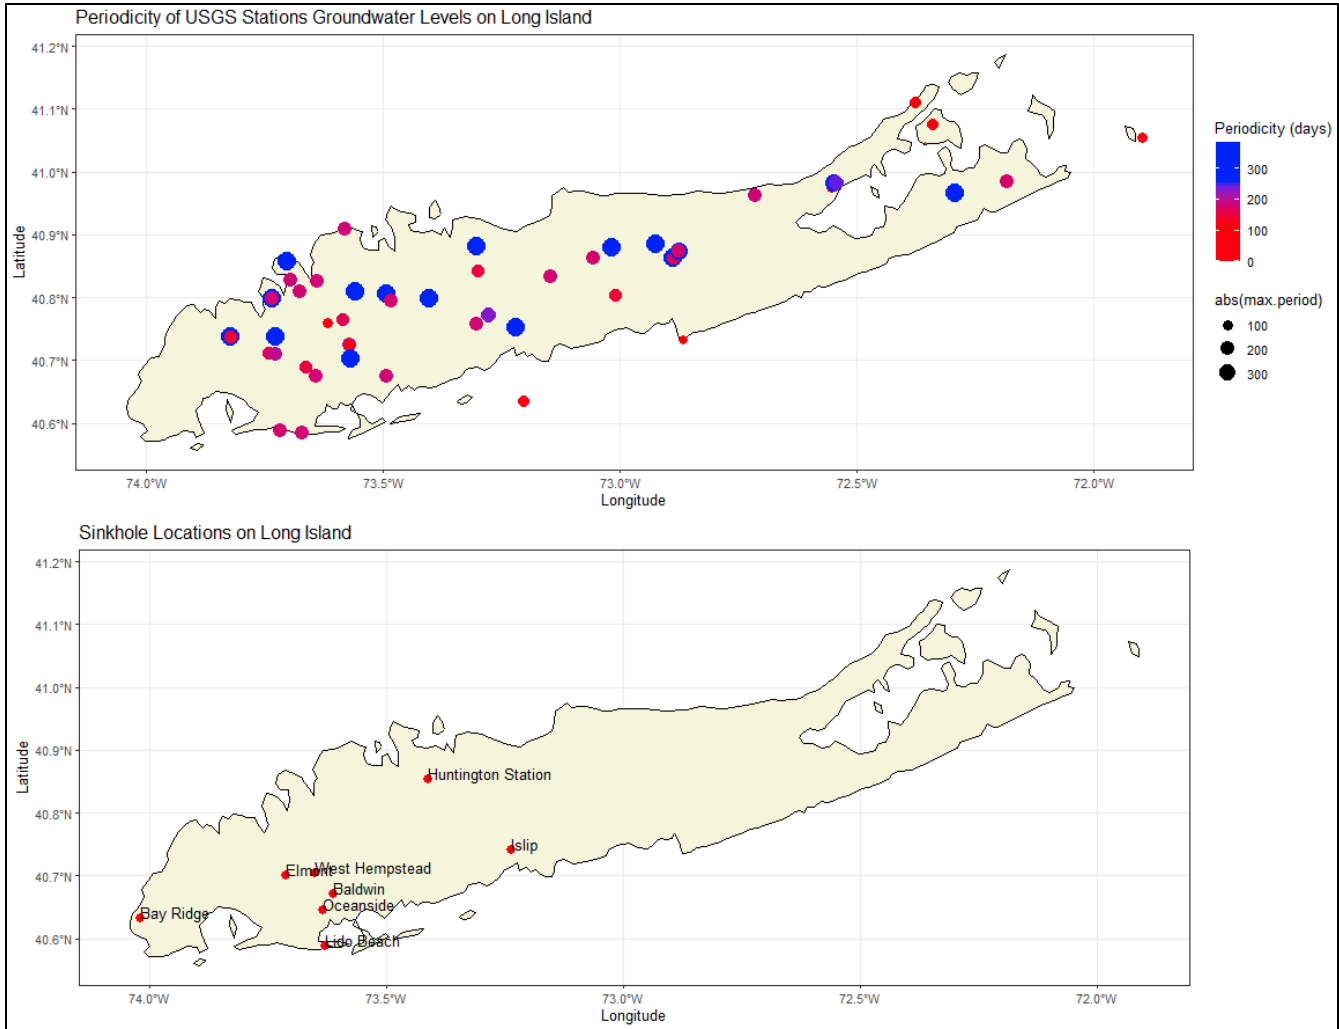 Periodicity of USGS Stations Groundwater Levels on Long Island
41.2°N
41.1°N
41.0°N
40.9°N
40.8°N
40.7°N
40.6°N
Latitude
74.0°W 73.5°W 73.0°W 72.5°W 72.0°W
Longitude
Periodicity (days)
300
200
100
0
abs(max.period)
100
200
300
Sinkhole Locations on Long Island
41.2°N
41.1°N
41.0°N
40.9°N
40.8°N
40.7°N
40.6°N
Latitude
Huntington Station
Islip
Elmont
West Hempstead
Baldwin
Oceanside
Bay Ridge
Lido Beach
74.0°W 73.5°W 73.0°W 72.5°W 72.0°W
Longitude